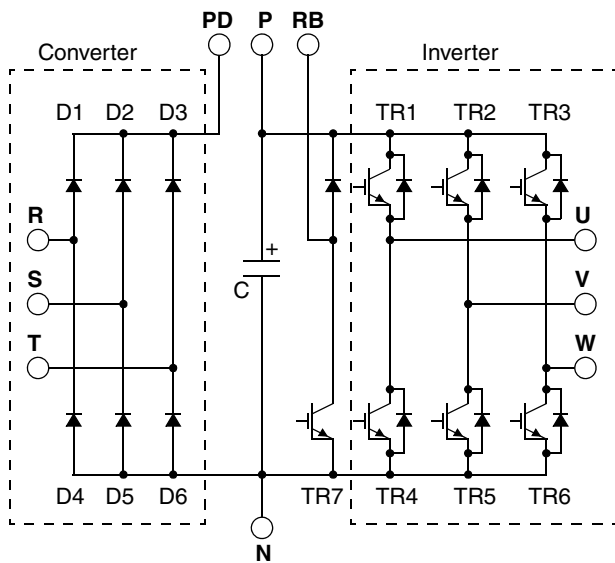 PD P RB
Converter Inverter
D1 D2 D3 TR1 TR2 TR3
R
U
S
+
C
V
T
W
D4 D5 D6 TR7 TR4 TR5 TR6
N